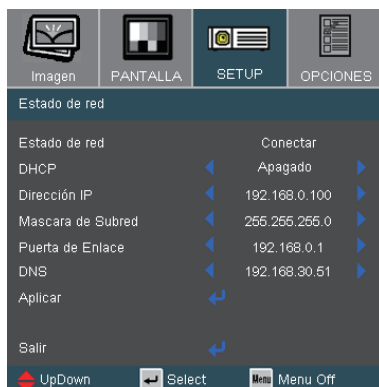 Imagen PANTALLA SETUP OPCIONES
Estado de red
Estado de red Conectar
DHCP Apagado
Dirección IP 192.168.0.100
Mascara de Subred 255.255.255.0
Puerta de Enlace 192.168.0.1
DNS 192.168.30.51
Aplicar
Salir
UpDown Select Menu Menu Off